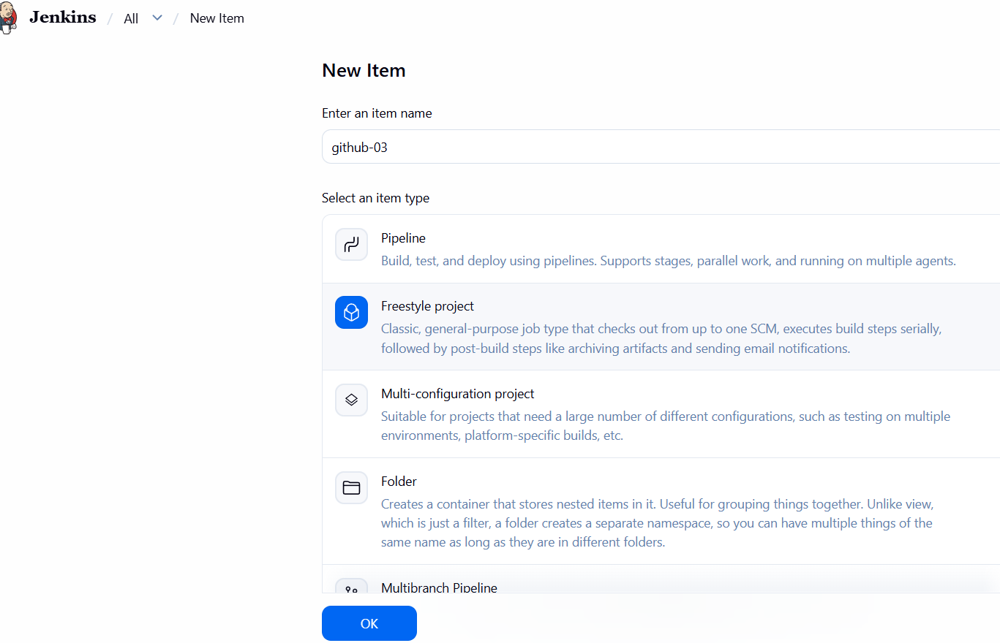 Jenkins / All / New Item
New Item
Enter an item name
github-03
Select an item type
Pipeline
Build, test, and deploy using pipelines. Supports stages, parallel work, and running on multiple agents.
Freestyle project
Classic, general-purpose job type that checks out from up to one SCM, executes build steps serially,
followed by post-build steps like archiving artifacts and sending email notifications.
Multi-configuration project
Suitable for projects that need a large number of different configurations, such as testing on multiple
environments, platform-specific builds, etc.
Folder
Creates a container that stores nested items in it. Useful for grouping things together. Unlike view,
which is just a filter, a folder creates a separate namespace, so you can have multiple things of the
same name as long as they are in different folders.
Multibranch Pipeline
OK